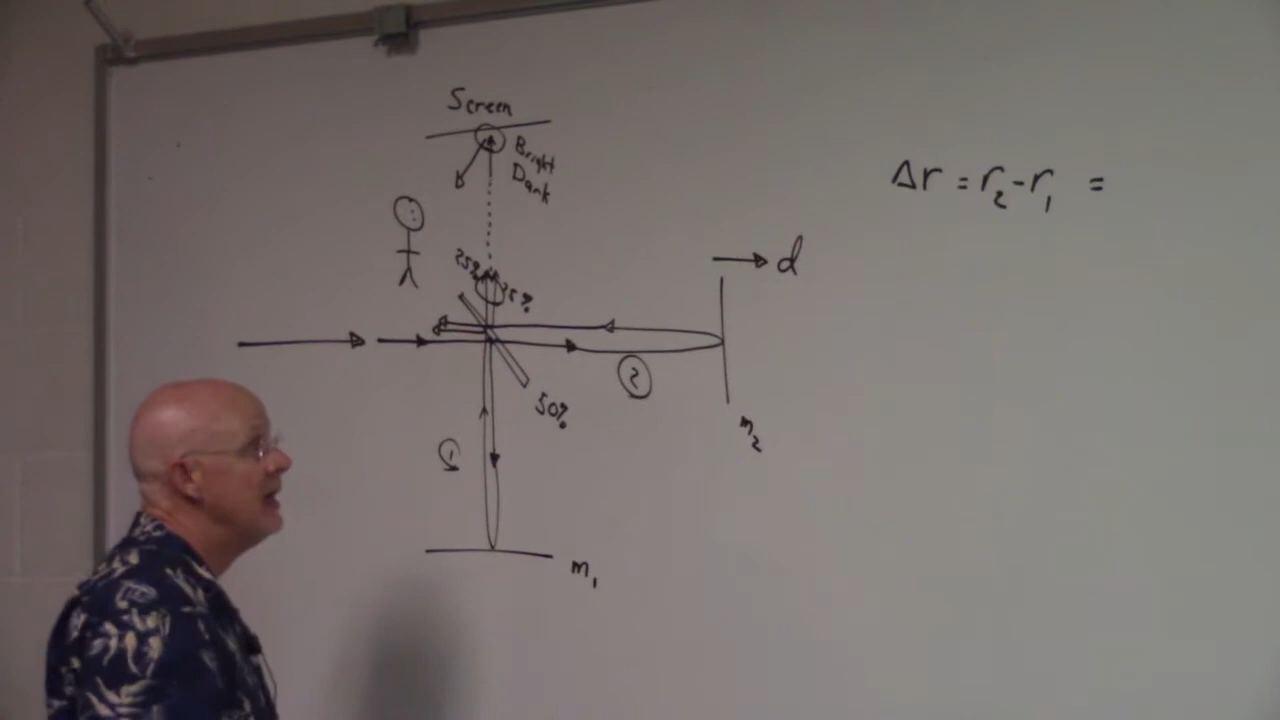 Screen
Bright
Dark
Δr = r₂ - r₁ =
d
25%
25%
2
50%
1
m₂
m₁